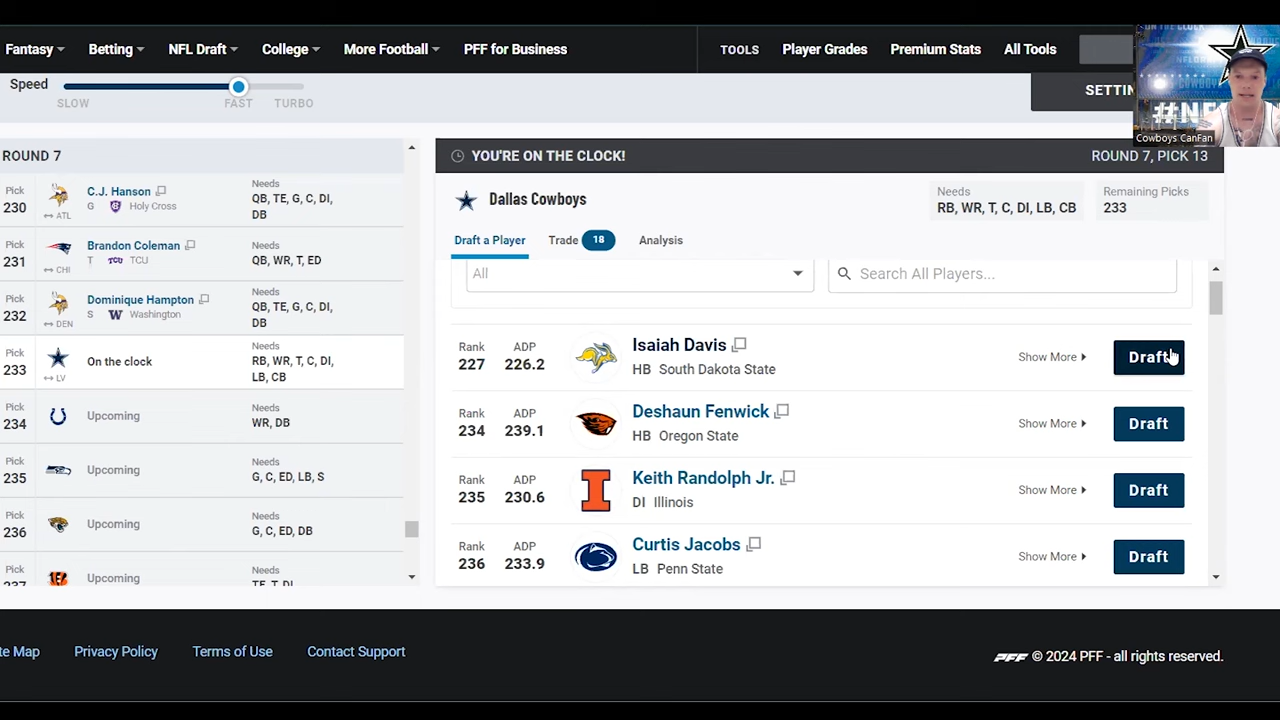 Fantasy Betting NFL Draft College More Football PFF for Business TOOLS Player Grades Premium Stats All Tools
Speed
SLOW FAST TURBO
SETTIN
#N
Cowboys CanFan
ROUND 7
Pick 230 ATL C.J. Hanson G Holy Cross Needs QB, TE, G, C, DI, DB
Pick 231 CHI Brandon Coleman T TCU Needs QB, WR, T, ED
Pick 232 DEN Dominique Hampton S Washington Needs QB, TE, G, C, DI, DB
Pick 233 LV On the clock Needs RB, WR, T, C, DI, LB, CB
Pick 234 Upcoming Needs WR, DB
Pick 235 Upcoming Needs G, C, ED, LB, S
Pick 236 Upcoming Needs G, C, ED, DB
Pick 237 Upcoming Needs TE, T, DI
YOU'RE ON THE CLOCK! ROUND 7, PICK 13
Dallas Cowboys
Needs RB, WR, T, C, DI, LB, CB
Remaining Picks 233
Draft a Player Trade 18 Analysis
All Search All Players...
Rank 227 ADP 226.2 Isaiah Davis HB South Dakota State Show More Draft
Rank 234 ADP 239.1 Deshaun Fenwick HB Oregon State Show More Draft
Rank 235 ADP 230.6 Keith Randolph Jr. DI Illinois Show More Draft
Rank 236 ADP 233.9 Curtis Jacobs LB Penn State Show More Draft
te Map Privacy Policy Terms of Use Contact Support PFF © 2024 PFF - all rights reserved.